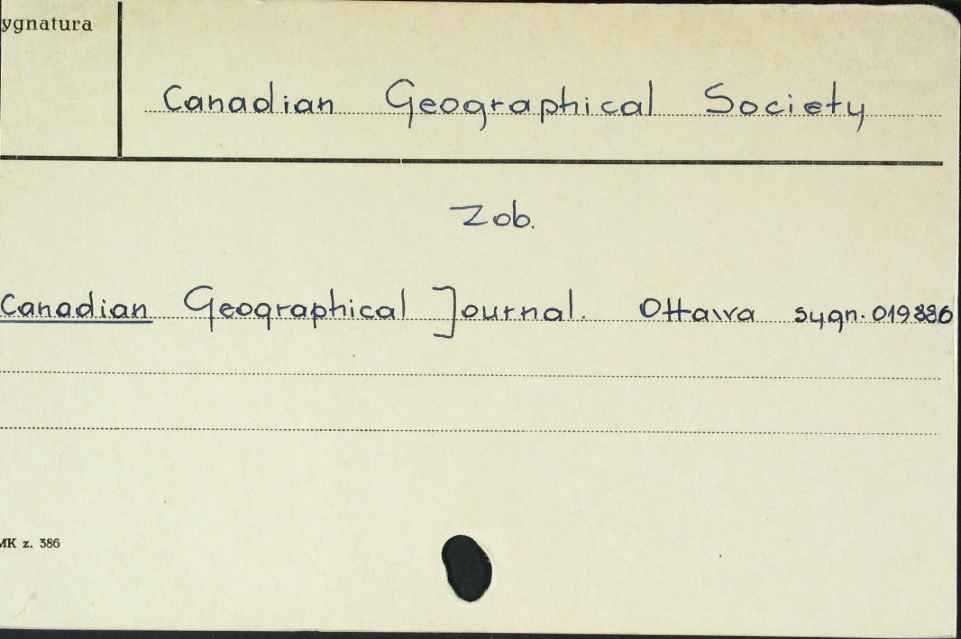 ygnatura
Canadian Geographical Society
Zob.
Canadian Geographical Journal. Ottawa sygn. 019886
MK z. 386